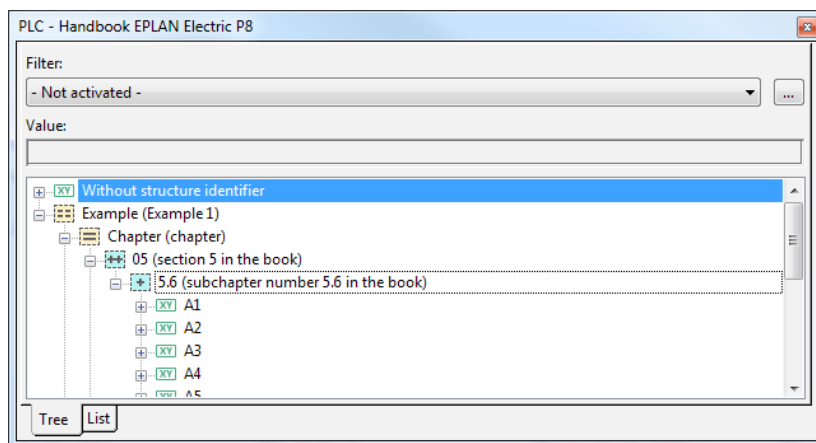 PLC - Handbook EPLAN Electric P8
Filter:
- Not activated -
...
Value:
XY Without structure identifier
Example (Example 1)
Chapter (chapter)
05 (section 5 in the book)
5.6 (subchapter number 5.6 in the book)
XY A1
XY A2
XY A3
XY A4
XY A5
Tree List